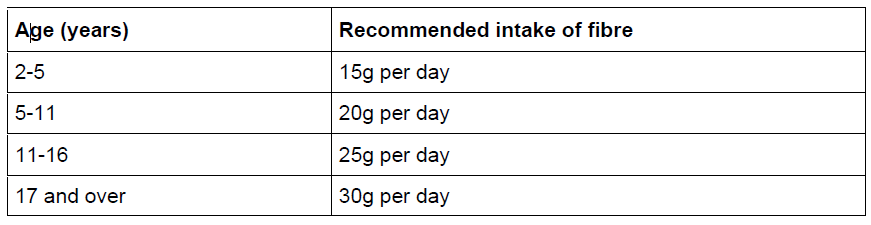 Age (years) Recommended intake of fibre
2-5 15g per day
5-11 20g per day
11-16 25g per day
17 and over 30g per day